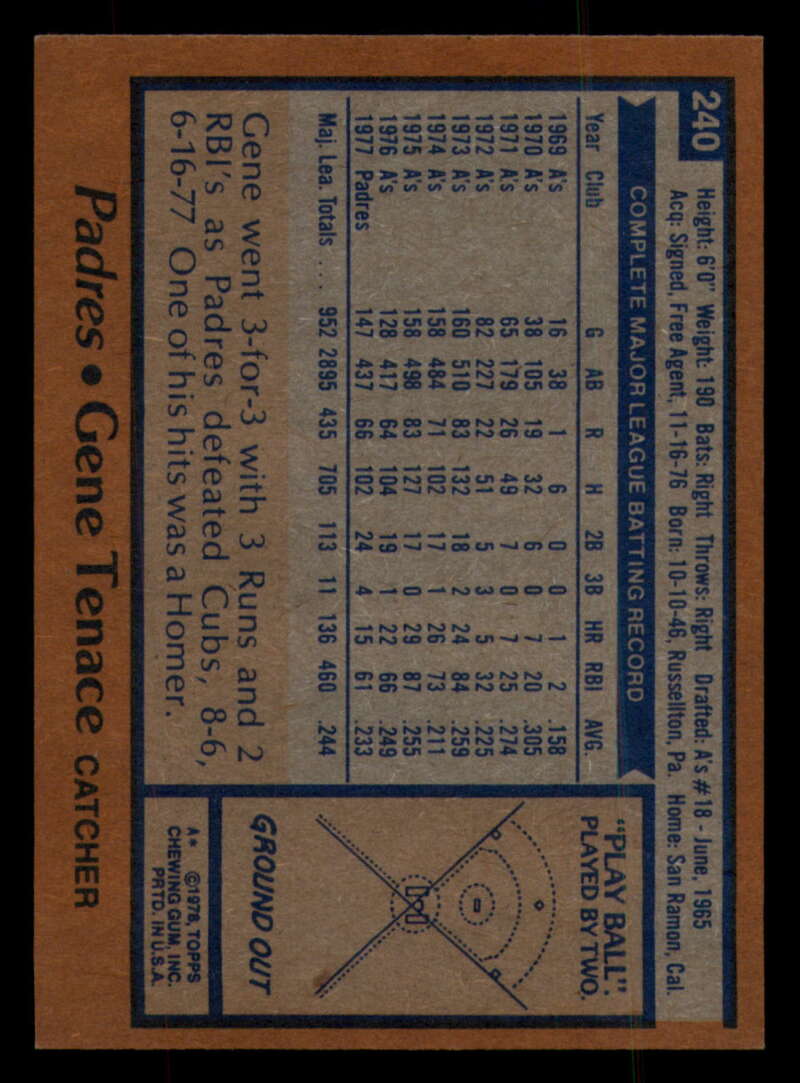 240
Height: 6'0" Weight: 190 Bats: Right Throws: Right Drafted: A's #18 - June, 1965
Acq: Signed, Free Agent, 11-16-76 Born: 10-10-46, Russellton, Pa. Home: San Ramon, Cal.
COMPLETE MAJOR LEAGUE BATTING RECORD
Year Club G AB R H 2B 3B HR RBI AVG.
1969 A's 16 38 1 6 0 0 1 2 .158
1970 A's 38 105 19 32 6 0 7 20 .305
1971 A's 65 179 26 49 7 0 7 25 .274
1972 A's 82 227 22 51 5 3 5 32 .225
1973 A's 160 510 83 132 18 2 24 84 .259
1974 A's 158 484 71 102 17 1 26 73 .211
1975 A's 158 498 83 127 17 0 29 87 .255
1976 A's 128 417 64 104 19 1 22 66 .249
1977 Padres 147 437 66 102 24 4 15 61 .233
Maj. Lea. Totals .... 952 2895 435 705 113 11 136 460 .244
Gene went 3-for-3 with 3 Runs and 2
RBI's as Padres defeated Cubs, 8-6,
6-16-77 One of his hits was a Homer.
"PLAY BALL":
PLAYED BY TWO.
GROUND OUT
A* ©1978, TOPPS
CHEWING GUM, INC.
PRTD. IN U.S.A.
Padres • Gene Tenace CATCHER